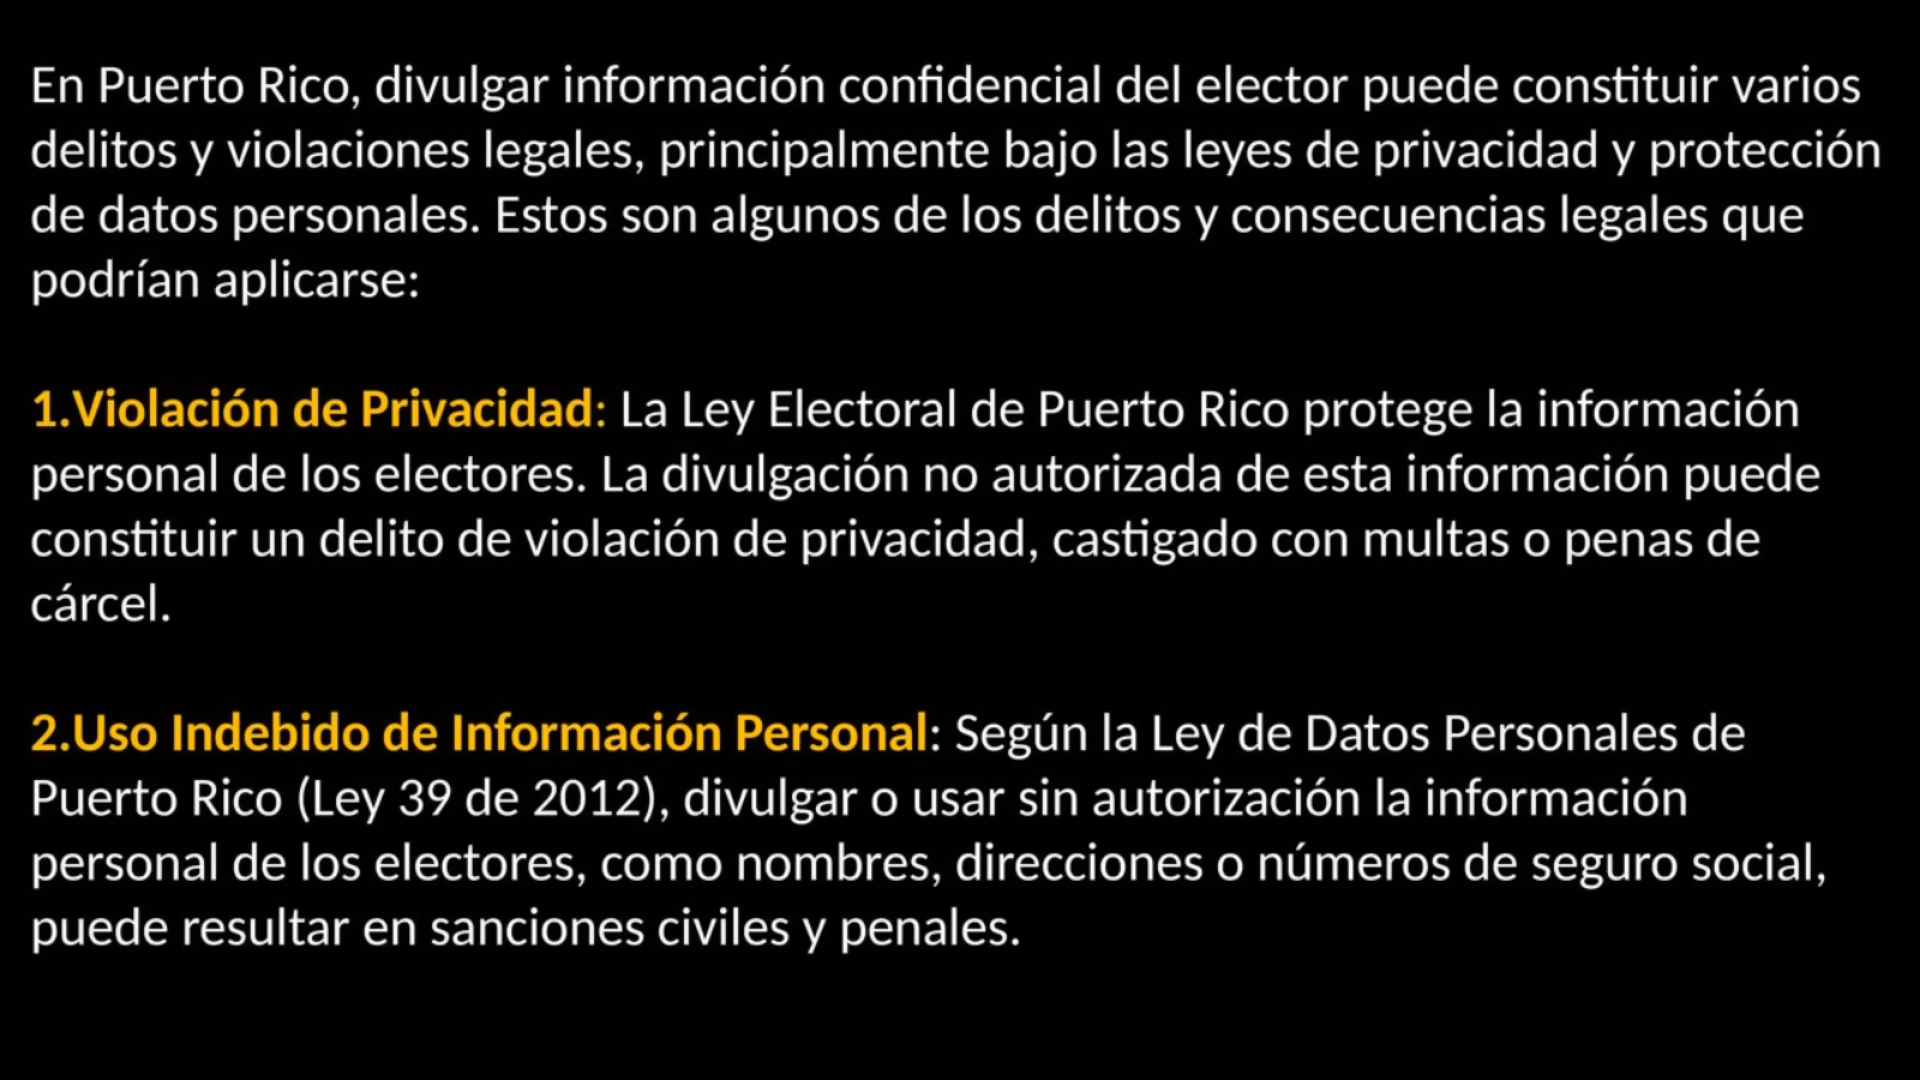 En Puerto Rico, divulgar información confidencial del elector puede constituir varios
delitos y violaciones legales, principalmente bajo las leyes de privacidad y protección
de datos personales. Estos son algunos de los delitos y consecuencias legales que
podrían aplicarse:
1.Violación de Privacidad: La Ley Electoral de Puerto Rico protege la información
personal de los electores. La divulgación no autorizada de esta información puede
constituir un delito de violación de privacidad, castigado con multas o penas de
cárcel.
2.Uso Indebido de Información Personal: Según la Ley de Datos Personales de
Puerto Rico (Ley 39 de 2012), divulgar o usar sin autorización la información
personal de los electores, como nombres, direcciones o números de seguro social,
puede resultar en sanciones civiles y penales.